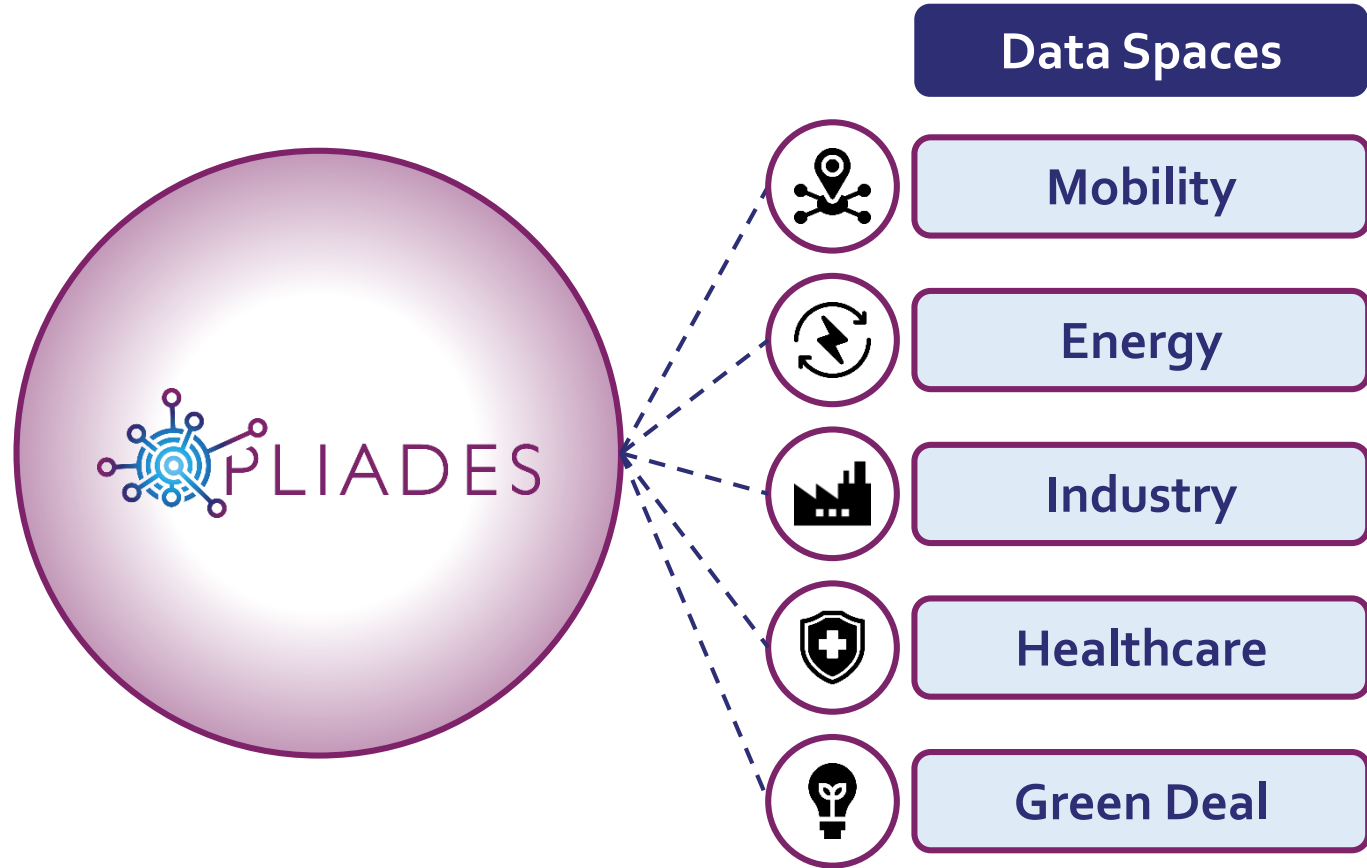 Data Spaces
Mobility
Energy
PLIADES
Industry
Healthcare
Green Deal